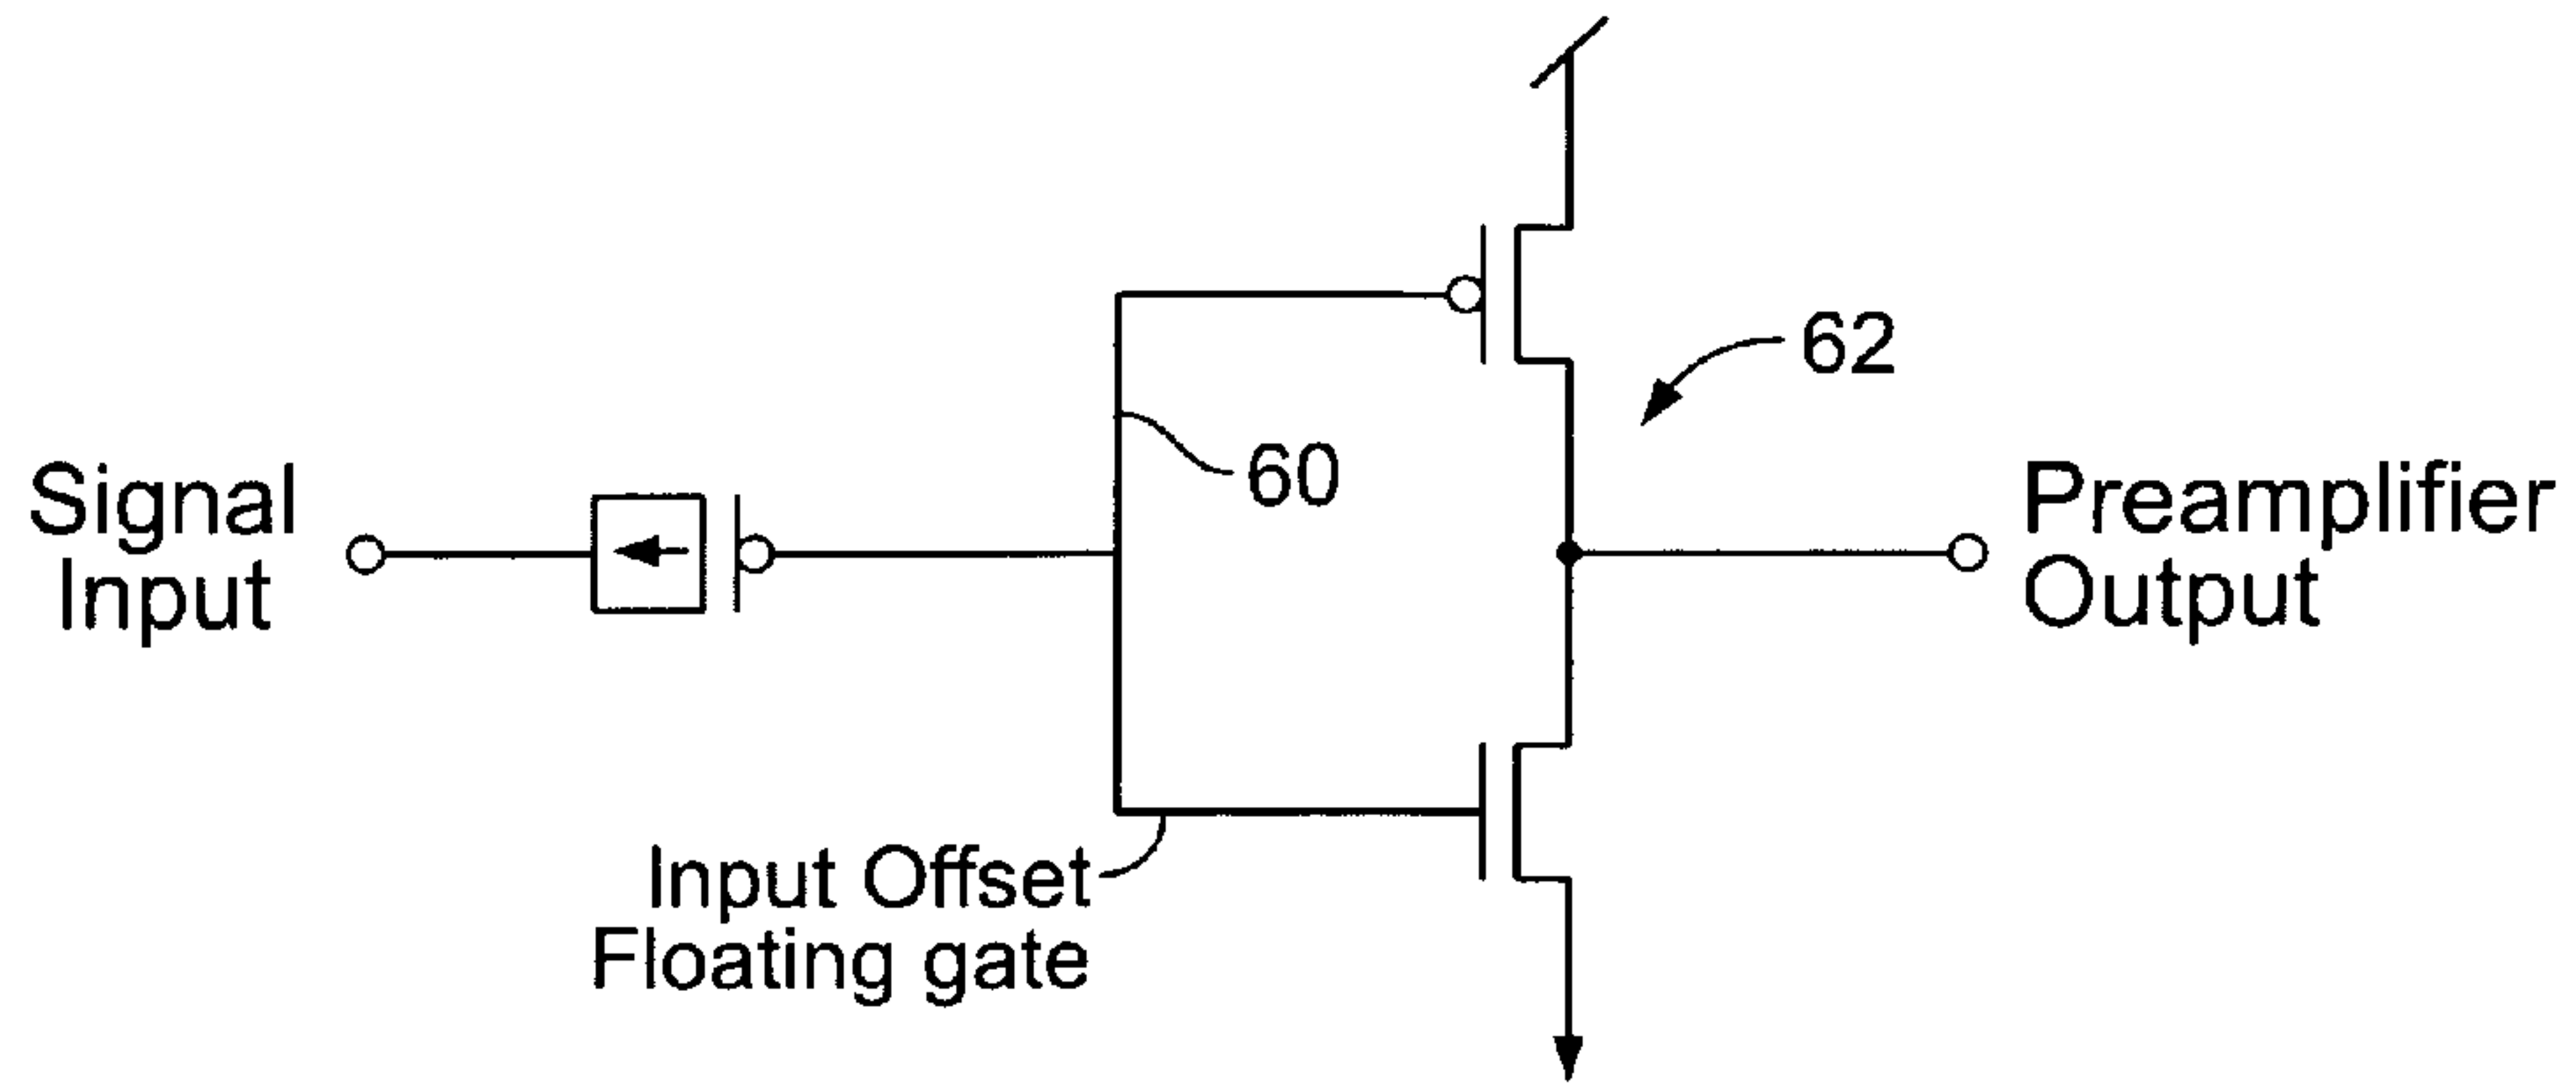 62
60
Signal
Input
Preamplifier
Output
Input Offset
Floating gate